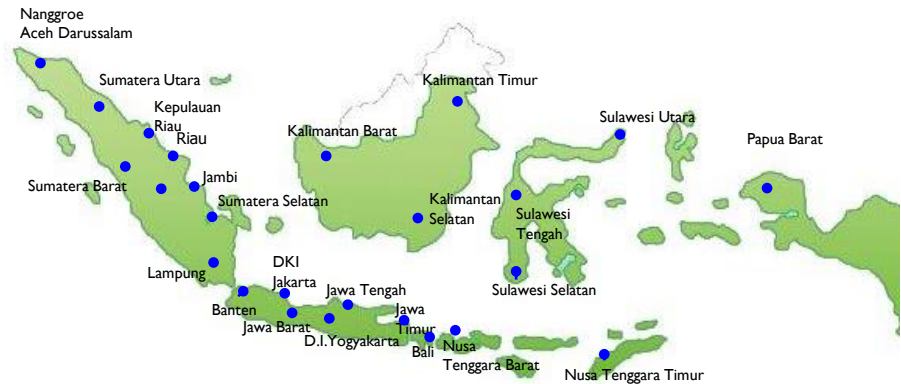 Nanggroe
Aceh Darussalam
Sumatera Utara
Kepulauan
Riau
Riau
Sumatera Barat
Jambi
Sumatera Selatan
Lampung
Kalimantan Timur
Kalimantan Barat
Kalimantan
Selatan
Sulawesi Utara
Sulawesi
Tengah
Sulawesi Selatan
Papua Barat
DKI
Jakarta
Banten
Jawa Barat
Jawa Tengah
D.I.Yogyakarta
Jawa
Timur
Bali
Nusa
Tenggara Barat
Nusa Tenggara Timur